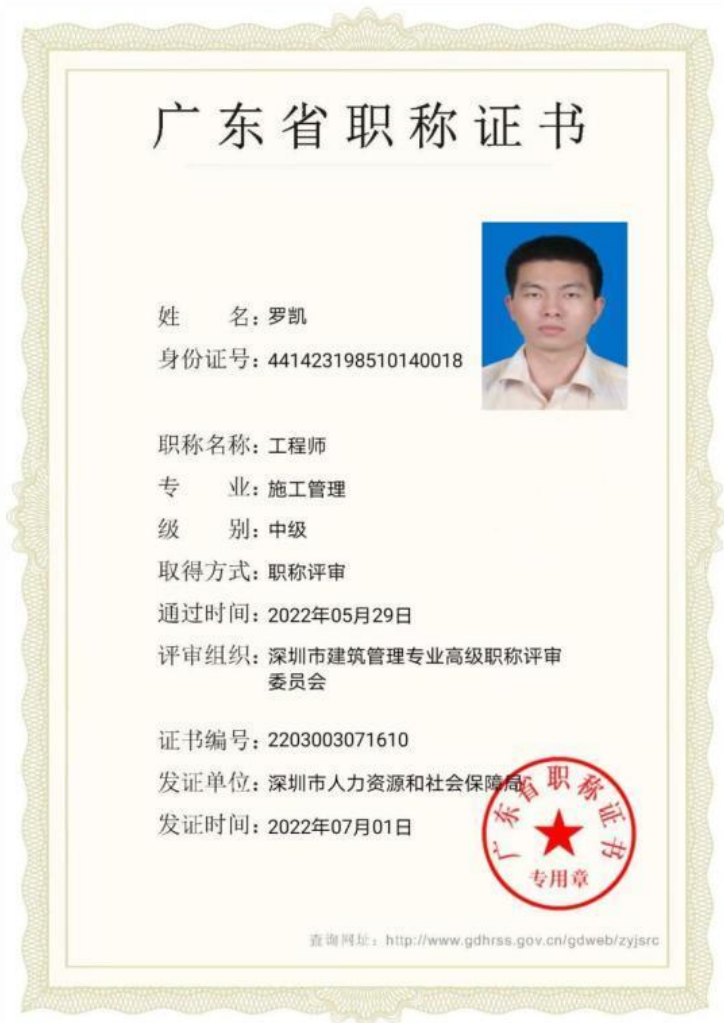 广东省职称证书
姓 名：罗凯
身份证号：441423198510140018
职称名称：工程师
专 业：施工管理
级 别：中级
取得方式：职称评审
通过时间：2022年05月29日
评审组织：深圳市建筑管理专业高级职称评审
委员会
证书编号：2203003071610
发证单位：深圳市人力资源和社会保障局
发证时间：2022年07月01日
广东省职称证书
专用章
查询网址：http://www.gdhrss.gov.cn/gdweb/zyjsrc